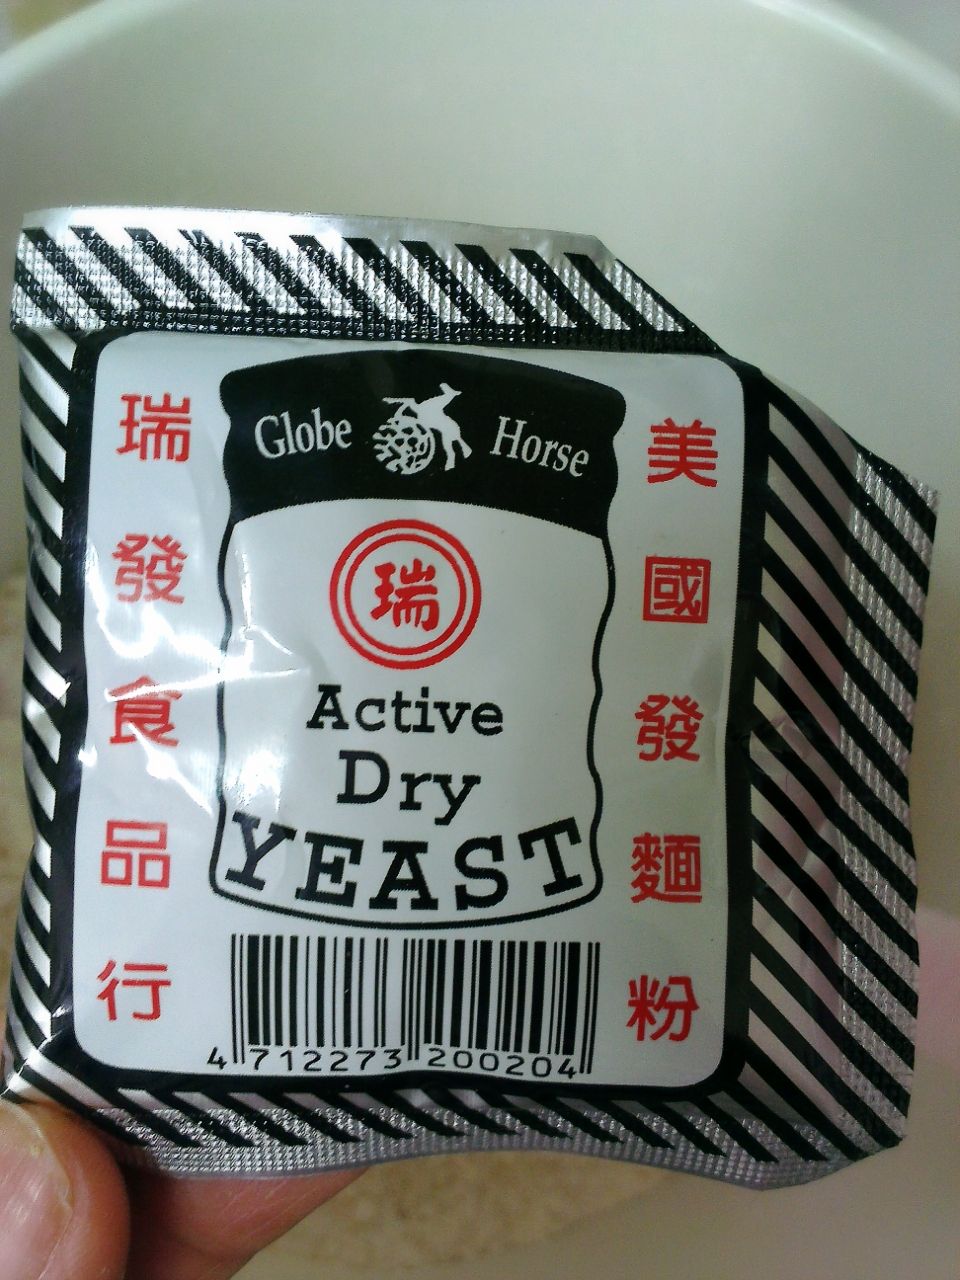 瑞發食品行
Globe Horse
瑞
Active
Dry
YEAST
4 712273 200204
美國發麵粉